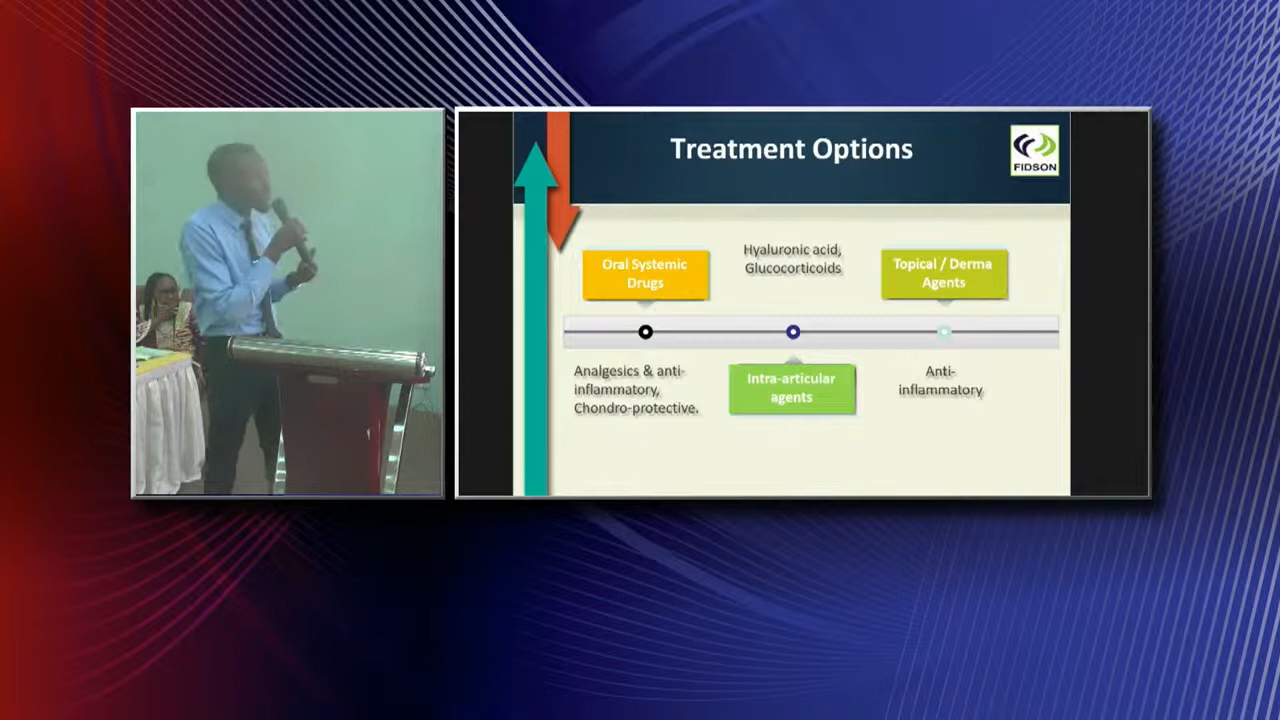 Treatment Options
FIDSON
Oral Systemic
Drugs
Analgesics & anti-
inflammatory,
Chondro-protective.
Hyaluronic acid,
Glucocorticoids
Intra-articular
agents
Topical / Derma
Agents
Anti-
inflammatory